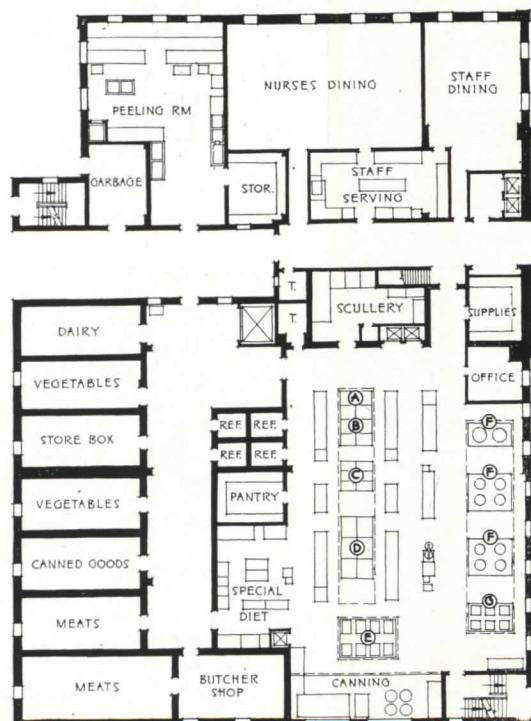 PEELING RM
NURSES DINING
STAFF
DINING
GARBAGE
STOR.
STAFF
SERVING
T.
T.
SCULLERY
SUPPLIES
OFFICE
DAIRY
VEGETABLES
STORE BOX
VEGETABLES
CANNED GOODS
MEATS
MEATS
BUTCHER
SHOP
REF.
REF.
REF.
REF.
PANTRY
SPECIAL
DIET
CANNING
A
B
C
D
E
F
F
F
G